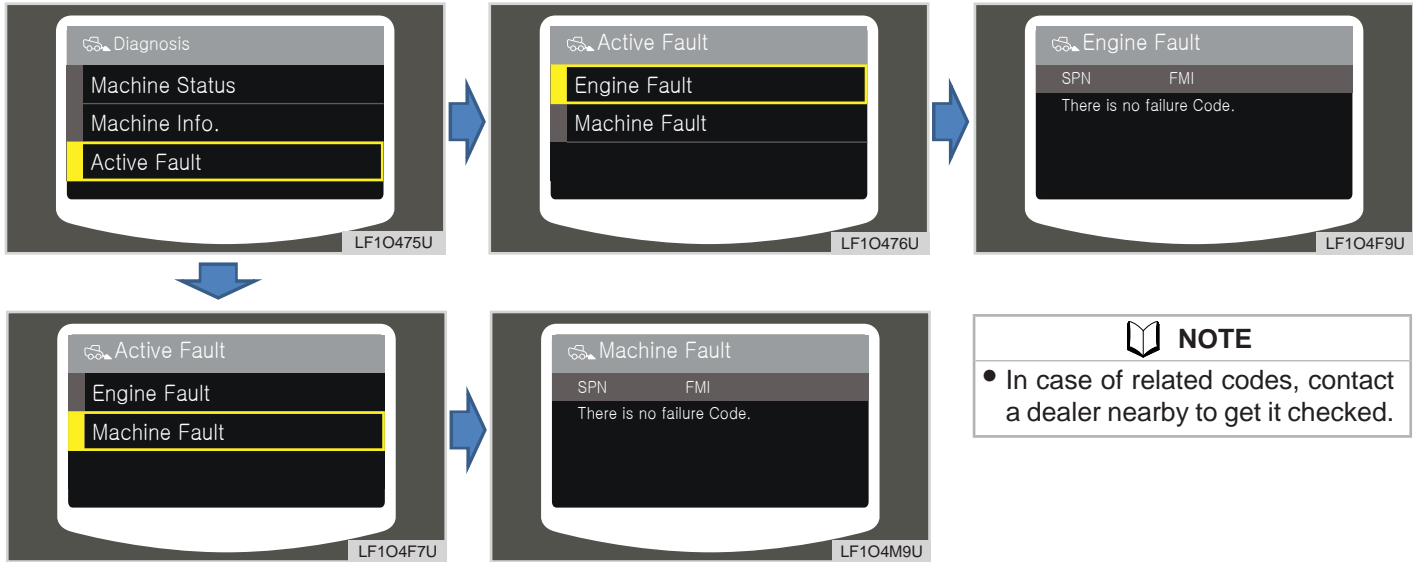 Diagnosis
Machine Status
Machine Info.
Active Fault
LF1O475U
Active Fault
Engine Fault
Machine Fault
LF1O476U
Engine Fault
SPN FMI
There is no failure Code.
LF1O4F9U
Active Fault
Engine Fault
Machine Fault
LF1O4F7U
Machine Fault
SPN FMI
There is no failure Code.
LF1O4M9U
NOTE
• In case of related codes, contact
a dealer nearby to get it checked.